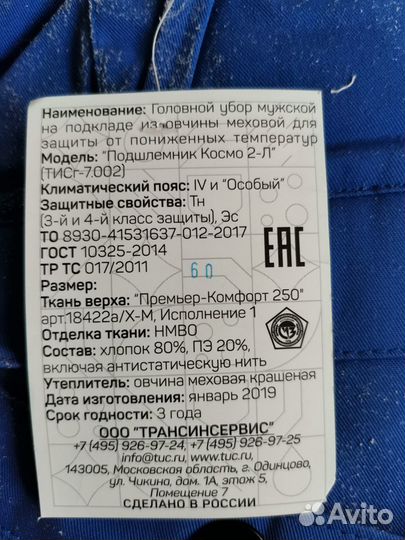 Наименование: Головной убор мужской
на подкладе из овчины меховой для
защиты от пониженных температур
Модель: "Подшлемник Космо 2-Л"
(ТИСг-7.002)
Климатический пояс: IV и "Особый"
Защитные свойства: Тн
(3-й и 4-й класс защиты), Эс
ТО 8930-41531637-012-2017
ГОСТ 10325-2014
ТР ТС 017/2011
60
Размер:
EAC
Ткань верха: "Премьер-Комфорт 250"
арт.18422а/Х-М, Исполнение 1
Отделка ткани: НМВО
Состав: хлопок 80%, ПЭ 20%,
включая антистатическую нить
Утеплитель: овчина меховая крашеная
Дата изготовления: январь 2019
Срок годности: 3 года
ООО "ТРАНСИНСЕРВИС"
+7 (495) 926-97-24, +7 (495) 926-97-25
info@tuc.ru, www.tuc.ru
143005, Московская область, г. Одинцово,
ул. Чикина, дом 1А, этаж 5,
Помещение 7
СДЕЛАНО В РОССИИ
Avito